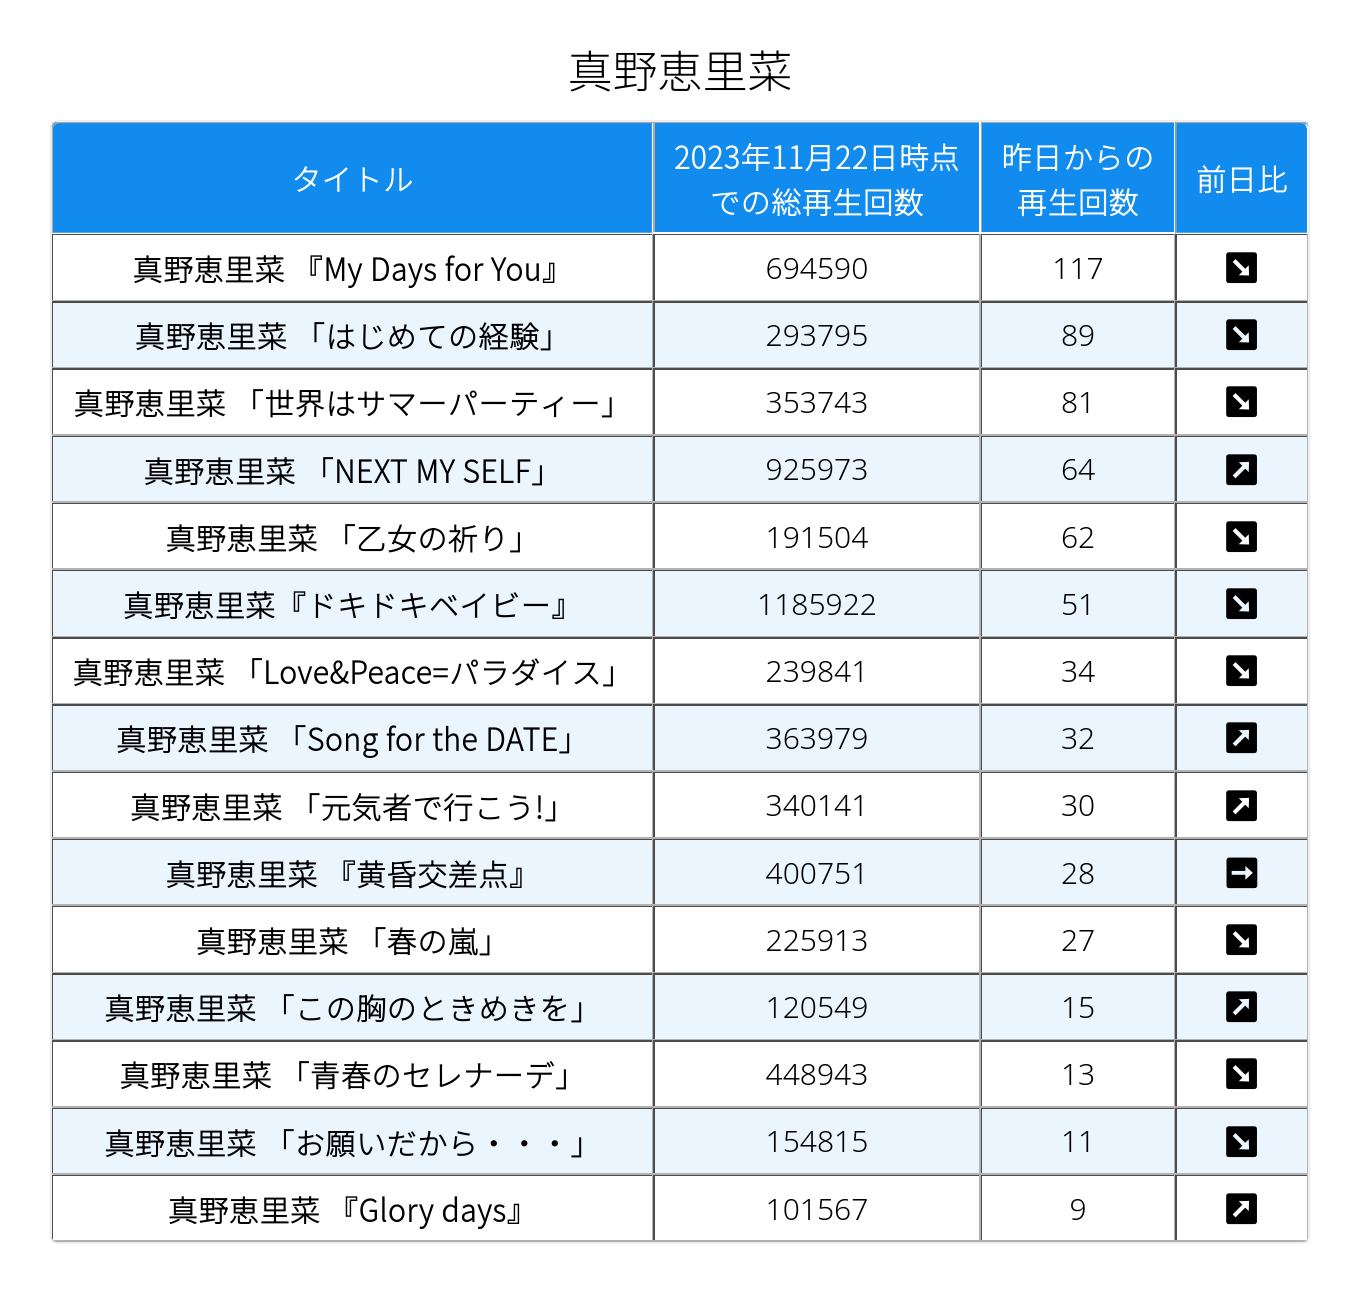 真野恵里菜
タイトル
2023年11月22日時点
での総再生回数
昨日からの
再生回数
前日比
真野恵里菜 『My Days for You』 694590 117 ↘
真野恵里菜 「はじめての経験」 293795 89 ↘
真野恵里菜 「世界はサマーパーティー」 353743 81 ↘
真野恵里菜 「NEXT MY SELF」 925973 64 ↗
真野恵里菜 「乙女の祈り」 191504 62 ↘
真野恵里菜『ドキドキベイビー』 1185922 51 ↘
真野恵里菜 「Love&Peace=パラダイス」 239841 34 ↘
真野恵里菜 「Song for the DATE」 363979 32 ↗
真野恵里菜 「元気者で行こう!」 340141 30 ↗
真野恵里菜 『黄昏交差点』 400751 28 →
真野恵里菜 「春の嵐」 225913 27 ↘
真野恵里菜 「この胸のときめきを」 120549 15 ↗
真野恵里菜 「青春のセレナーデ」 448943 13 ↘
真野恵里菜 「お願いだから・・・」 154815 11 ↘
真野恵里菜 『Glory days』 101567 9 ↗